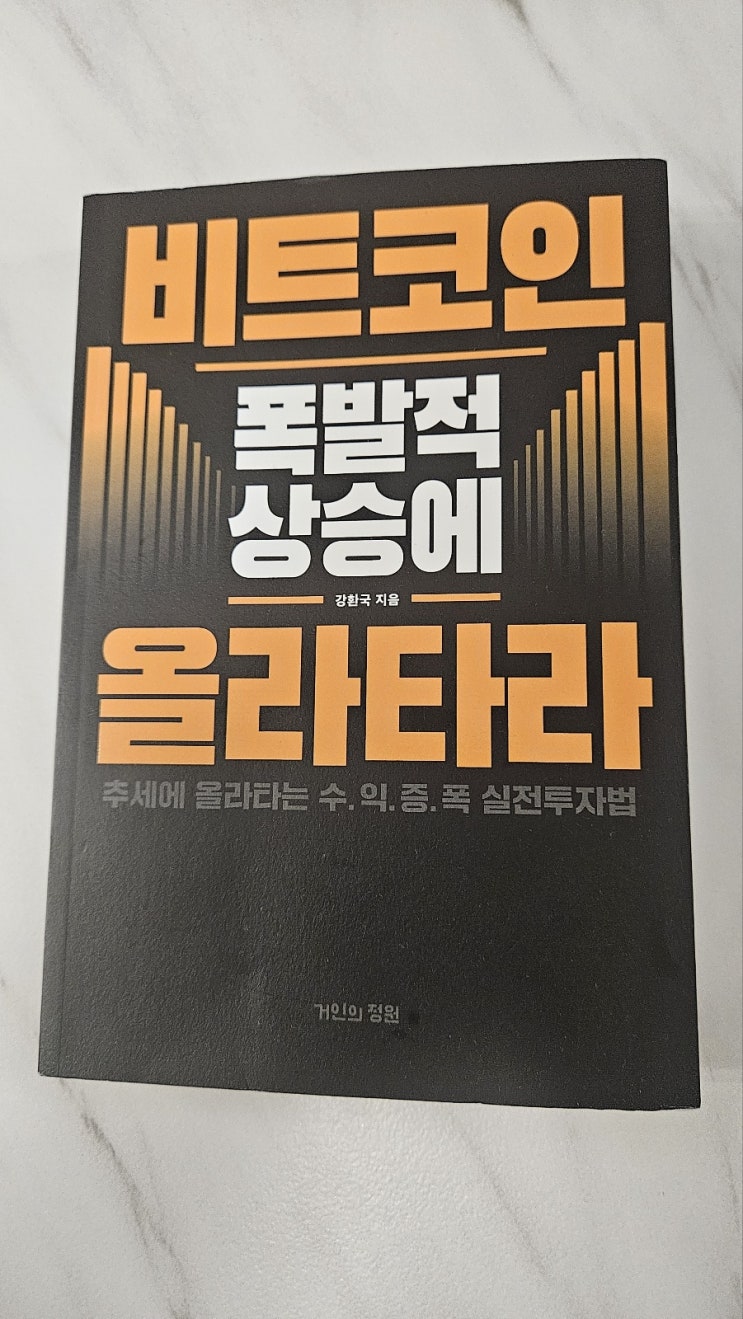 비트코인
폭발적
상승에
강환국 지음
올라타라
추세에 올라타는 수.익.증.폭 실전투자법
거인의 정원